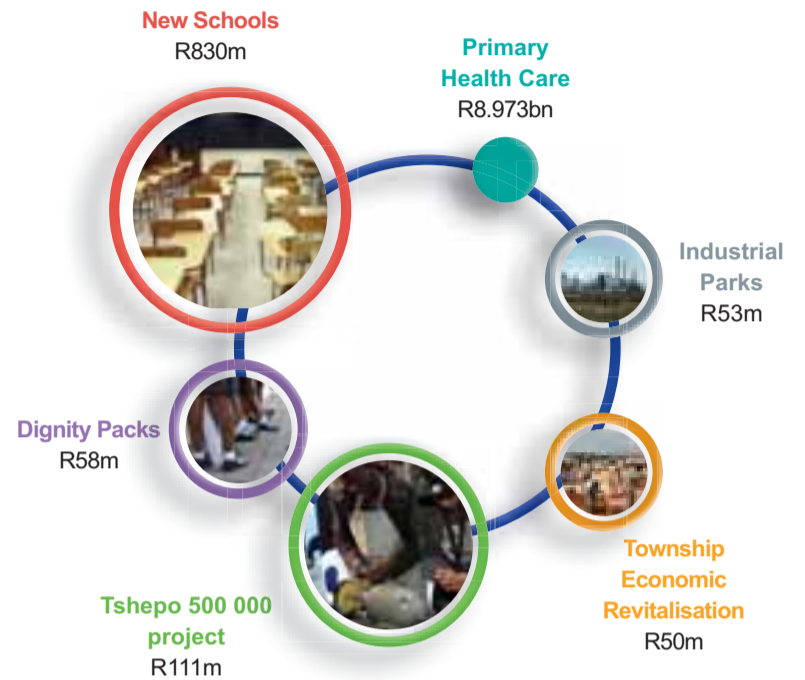 New Schools
R830m
Primary
Health Care
R8.973bn
Industrial
Parks
R53m
Dignity Packs
R58m
Township
Economic
Revitalisation
R50m
Tshepo 500 000
project
R111m